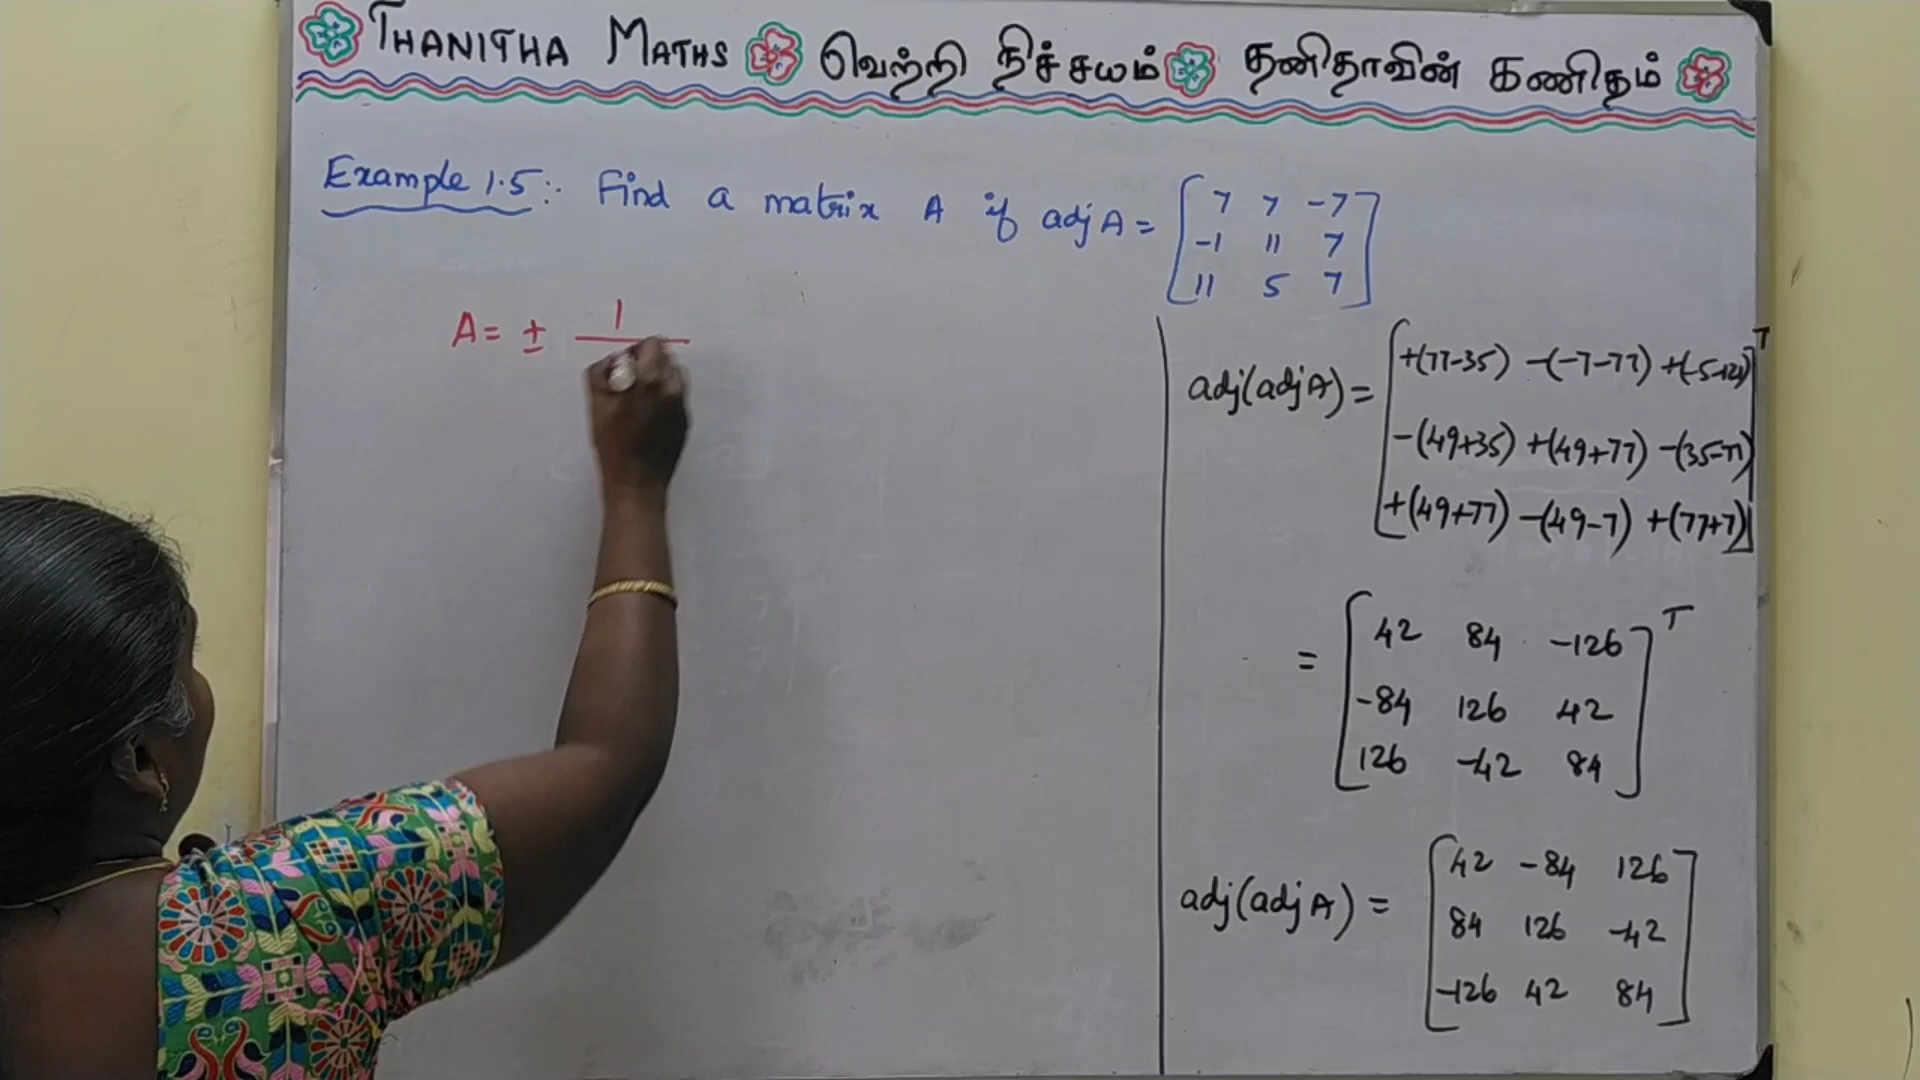 THANITHA MATHS வெற்றி நிச்சயம் தனிதாவின் கணிதம்
Example 1.5:- Find a matrix A if adj A = [7 7 -7
-1 11 7
11 5 7]
A = ± 1
adj(adj A) = [+(77-35) -(-7-77) +(-5-121)
-(49+35) +(49+77) -(35-77)
+(49+77) -(49-7) +(77+7)]T
= [42 84 -126
-84 126 42
126 -42 84]T
adj(adj A) = [42 -84 126
84 126 -42
-126 42 84]